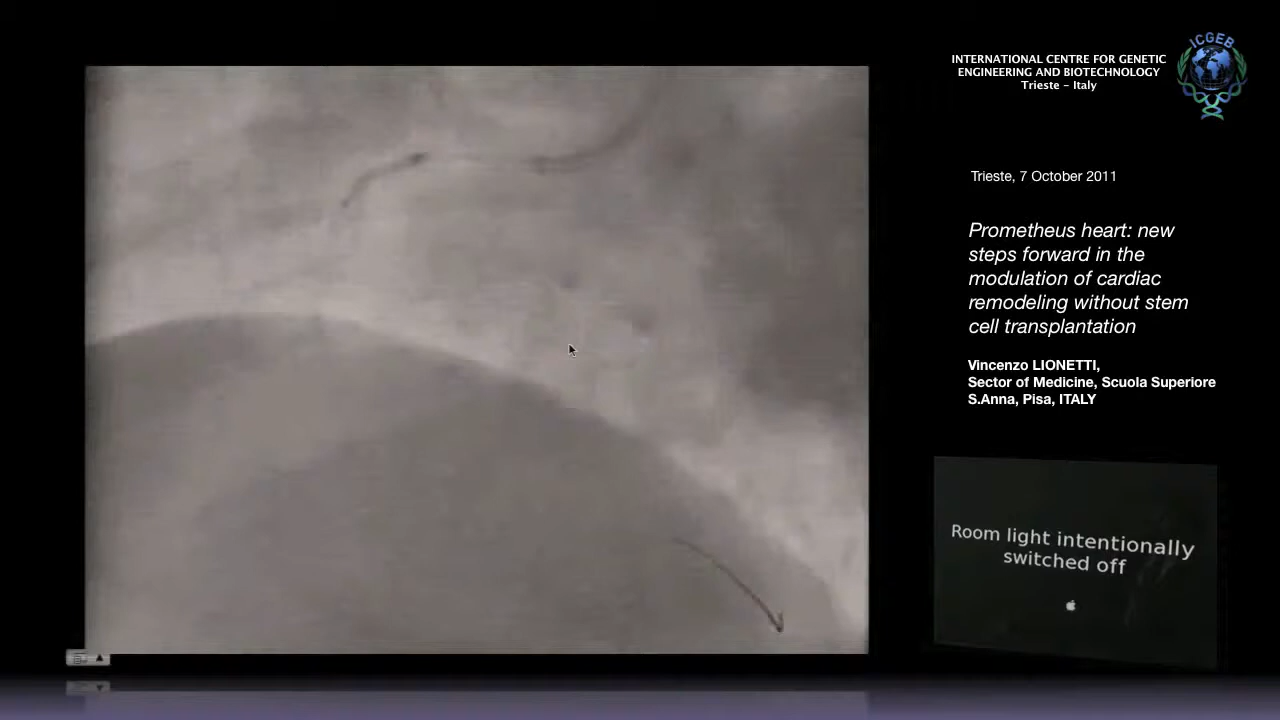 INTERNATIONAL CENTRE FOR GENETIC
ENGINEERING AND BIOTECHNOLOGY
Trieste - Italy
ICGEB
Trieste, 7 October 2011
Prometheus heart: new
steps forward in the
modulation of cardiac
remodeling without stem
cell transplantation
Vincenzo LIONETTI,
Sector of Medicine, Scuola Superiore
S.Anna, Pisa, ITALY
Room light intentionally
switched off